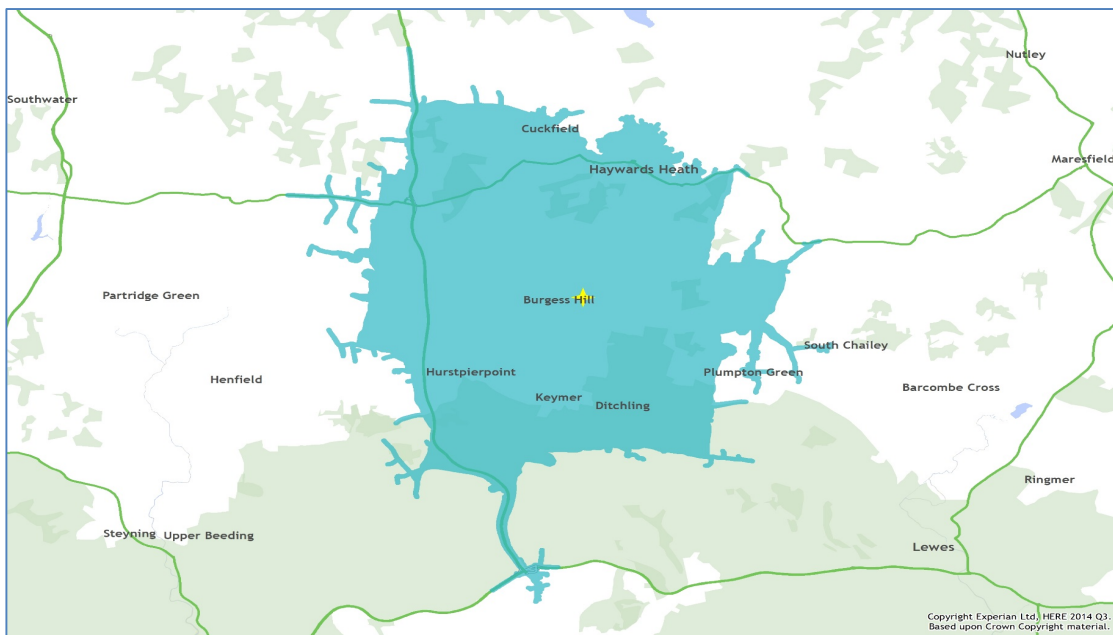 Nutley
Southwater
Cuckfield
Maresfield
Haywards Heath
Partridge Green
Burgess Hill
South Chailey
Hurstpierpoint
Plumpton Green
Henfield
Barcombe Cross
Keymer
Ditchling
Ringmer
Steyning
Upper Beeding
Lewes
Copyright Experian Ltd, HERE 2014 Q3.
Based upon Crown Copyright material.